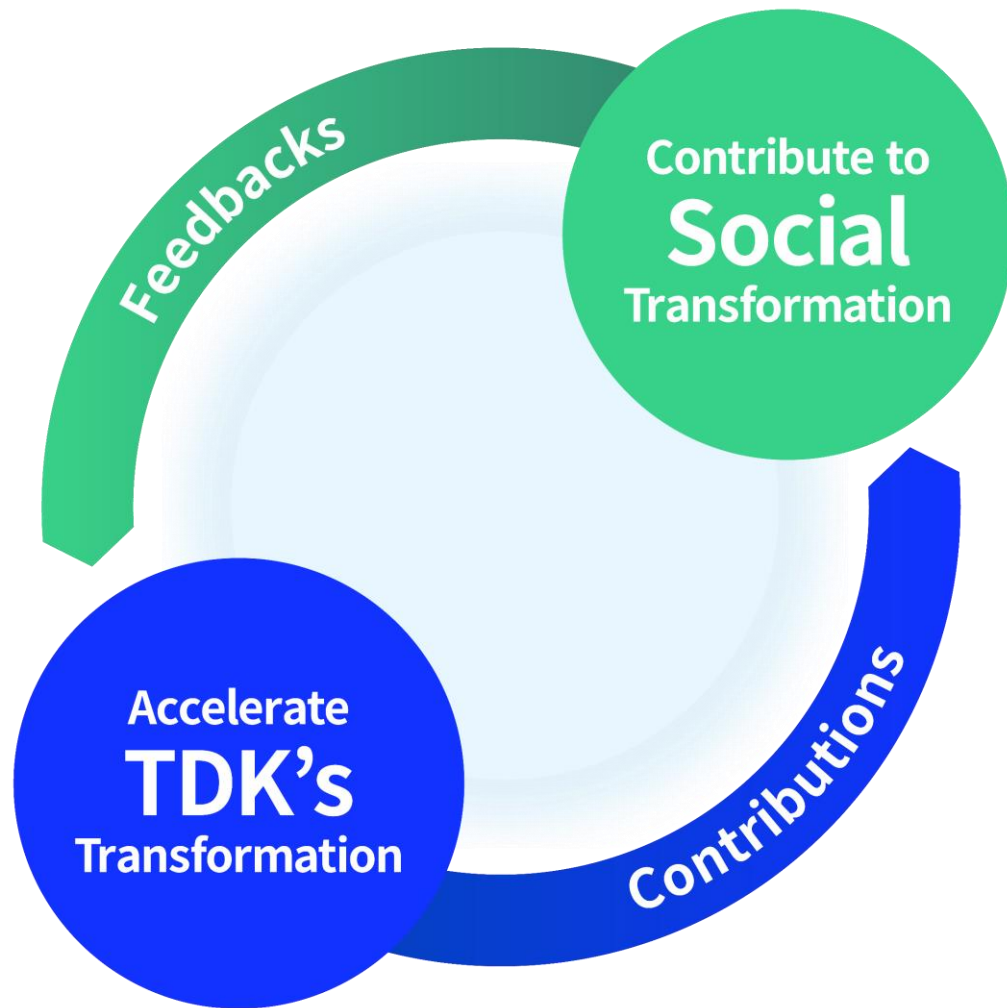 Feedbacks
Contribute to
Social
Transformation
Accelerate
TDK’s
Transformation
Contributions